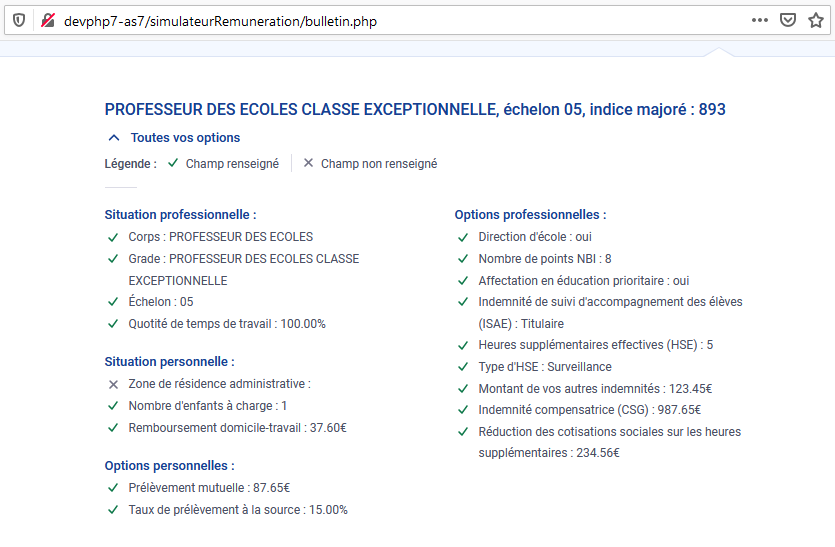 devphp7-as7/simulateurRemuneration/bulletin.php
PROFESSEUR DES ECOLES CLASSE EXCEPTIONNELLE, échelon 05, indice majoré : 893
Toutes vos options
Légende : Champ renseigné Champ non renseigné
Situation professionnelle :
Corps : PROFESSEUR DES ECOLES
Grade : PROFESSEUR DES ECOLES CLASSE
EXCEPTIONNELLE
Échelon : 05
Quotité de temps de travail : 100.00%
Situation personnelle :
Zone de résidence administrative :
Nombre d'enfants à charge : 1
Remboursement domicile-travail : 37.60€
Options personnelles :
Prélèvement mutuelle : 87.65€
Taux de prélèvement à la source : 15.00%
Options professionnelles :
Direction d'école : oui
Nombre de points NBI : 8
Affectation en éducation prioritaire : oui
Indemnité de suivi d'accompagnement des élèves
(ISAE) : Titulaire
Heures supplémentaires effectives (HSE) : 5
Type d'HSE : Surveillance
Montant de vos autres indemnités : 123.45€
Indemnité compensatrice (CSG) : 987.65€
Réduction des cotisations sociales sur les heures
supplémentaires : 234.56€